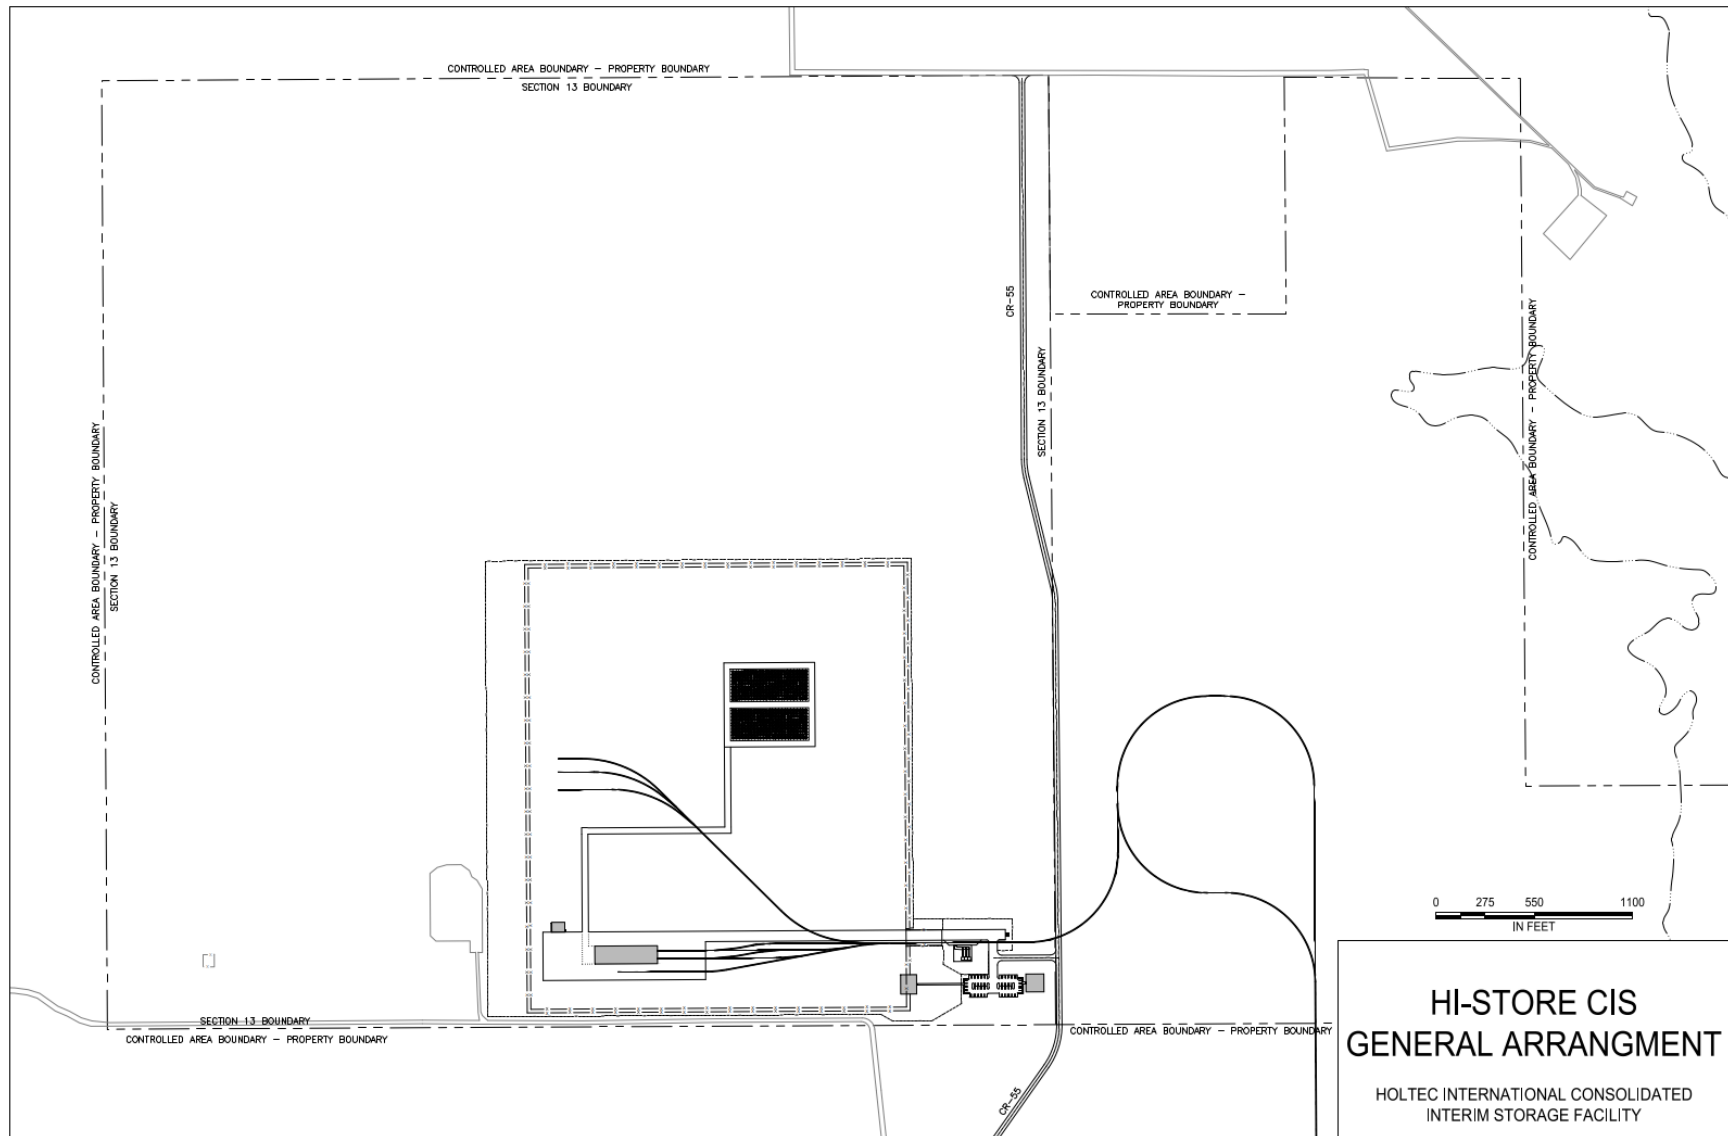 CONTROLLED AREA BOUNDARY – PROPERTY BOUNDARY
SECTION 13 BOUNDARY
CR-55
CONTROLLED AREA BOUNDARY –
PROPERTY BOUNDARY
SECTION 13 BOUNDARY
CONTROLLED AREA BOUNDARY - PROPERTY BOUNDARY
CONTROLLED AREA BOUNDARY – PROPERTY BOUNDARY
SECTION 13 BOUNDARY
0 275 550 1100
IN FEET
SECTION 13 BOUNDARY
CONTROLLED AREA BOUNDARY – PROPERTY BOUNDARY
CONTROLLED AREA BOUNDARY – PROPERTY BOUNDARY
CR-55
HI-STORE CIS
GENERAL ARRANGMENT
HOLTEC INTERNATIONAL CONSOLIDATED
INTERIM STORAGE FACILITY